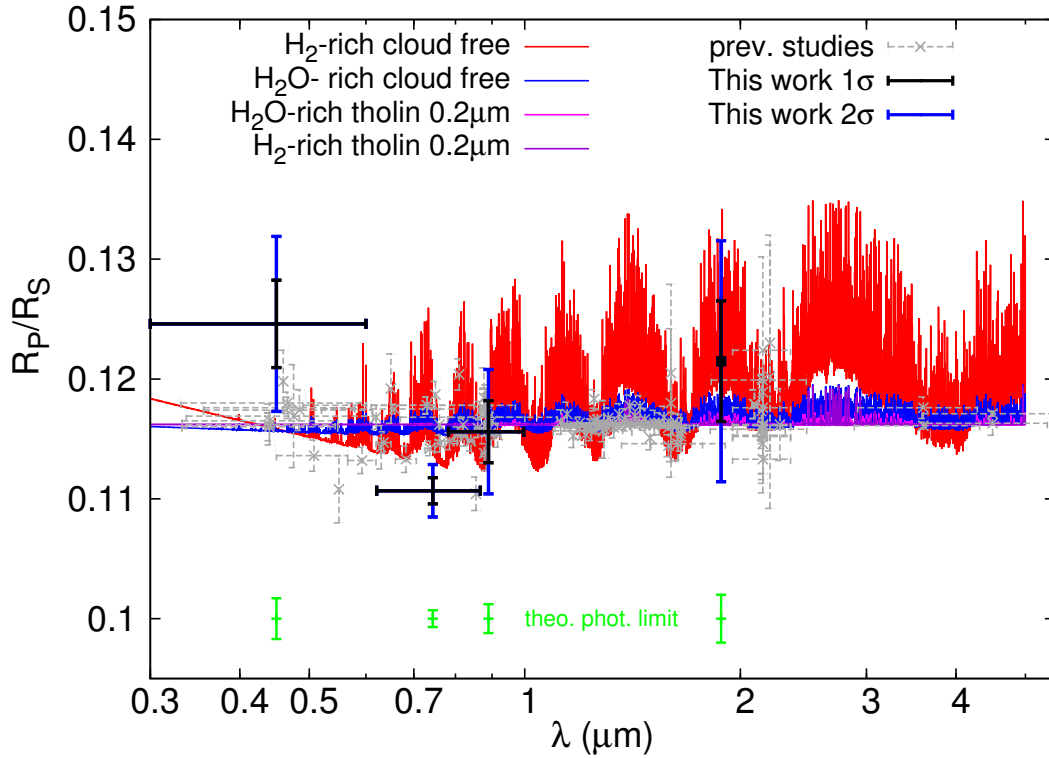 0.15
0.14
0.13
0.12
0.11
0.1
R_P/R_S
H₂-rich cloud free
H₂O- rich cloud free
H₂O-rich tholin 0.2μm
H₂-rich tholin 0.2μm
prev. studies
This work 1σ
This work 2σ
theo. phot. limit
0.3 0.4 0.5 0.7 1 2 3 4
λ (μm)